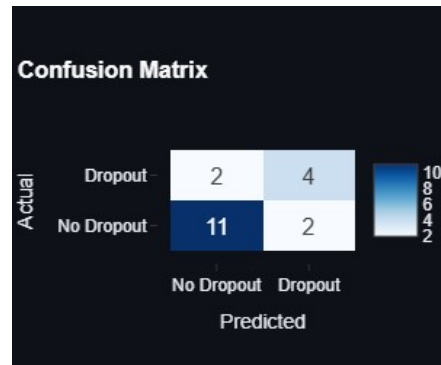 Confusion Matrix
Actual
Dropout 2 4
No Dropout 11 2
10
8
6
4
2
No Dropout Dropout
Predicted